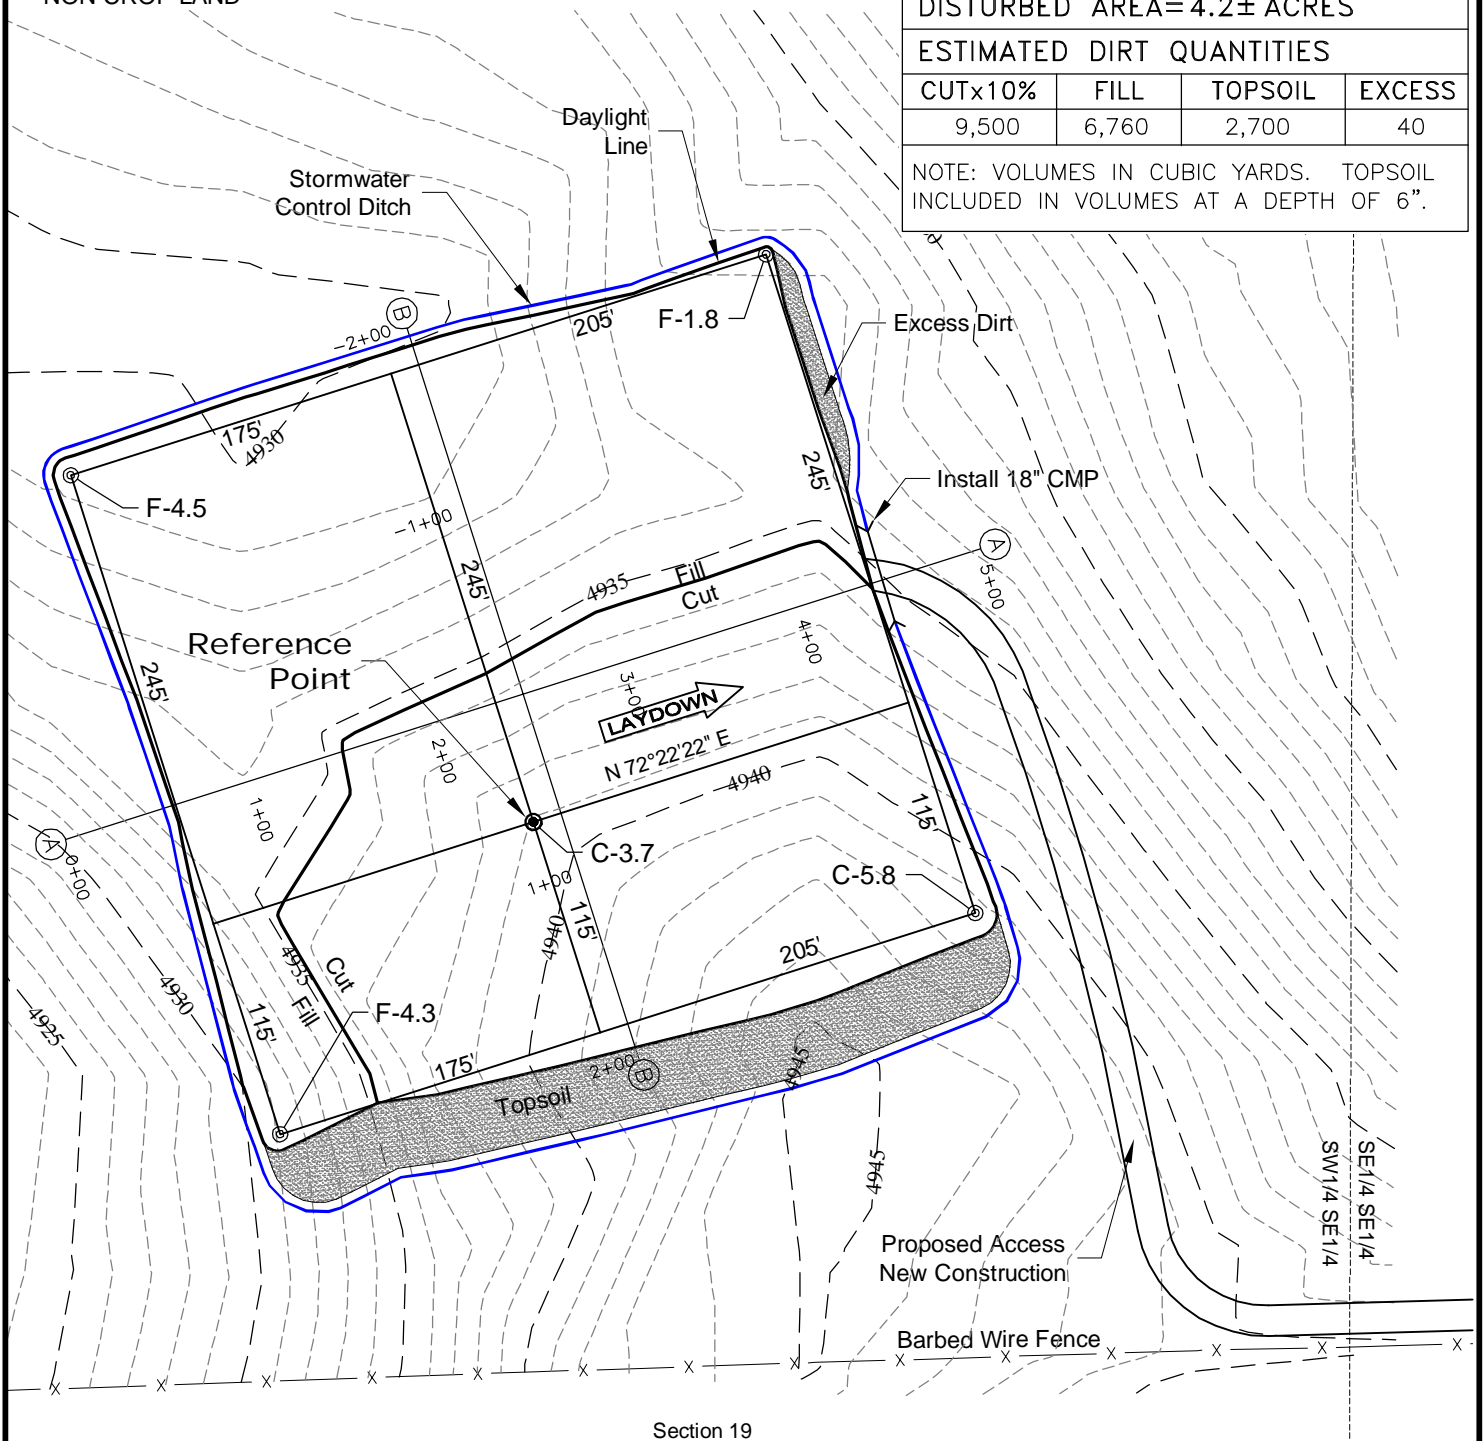 NON CROP LAND
DISTURBED AREA=4.2± ACRES
ESTIMATED DIRT QUANTITIES
CUTx10% FILL TOPSOIL EXCESS
9,500 6,760 2,700 40
NOTE: VOLUMES IN CUBIC YARDS. TOPSOIL
INCLUDED IN VOLUMES AT A DEPTH OF 6".
Daylight
Line
Stormwater
Control Ditch
B
-2+00
205'
F-1.8
Excess Dirt
175'
4930
245'
Install 18" CMP
F-4.5
-1+00
A
5+00
245'
4935
Fill
Cut
Reference
Point
4+00
245'
3+00
LAYDOWN
2+00
N 72°22'22" E
4940
1+00
115'
A
0+00
C-3.7
C-5.8
1+00
115'
4940
205'
4935
Cut
Fill
4930
4925
115'
F-4.3
175'
2+00
B
4945
Topsoil
4945
SW1/4 SE1/4
SE1/4 SE1/4
Proposed Access
New Construction
Barbed Wire Fence
X X X X X X X X X X X X X X
Section 19